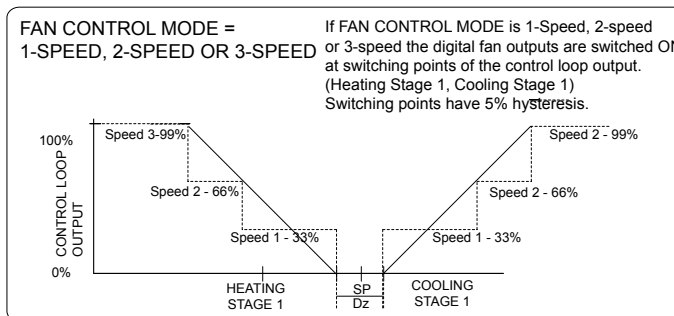 FAN CONTROL MODE =
1-SPEED, 2-SPEED OR 3-SPEED
If FAN CONTROL MODE is 1-Speed, 2-speed
or 3-speed the digital fan outputs are switched ON
at switching points of the control loop output.
(Heating Stage 1, Cooling Stage 1)
Switching points have 5% hysteresis.
CONTROL LOOP
OUTPUT
100%
0%
Speed 3-99%
Speed 2 - 66%
Speed 1 - 33%
Speed 2 - 99%
Speed 2 - 66%
Speed 1 - 33%
HEATING
STAGE 1
SP
Dz
COOLING
STAGE 1